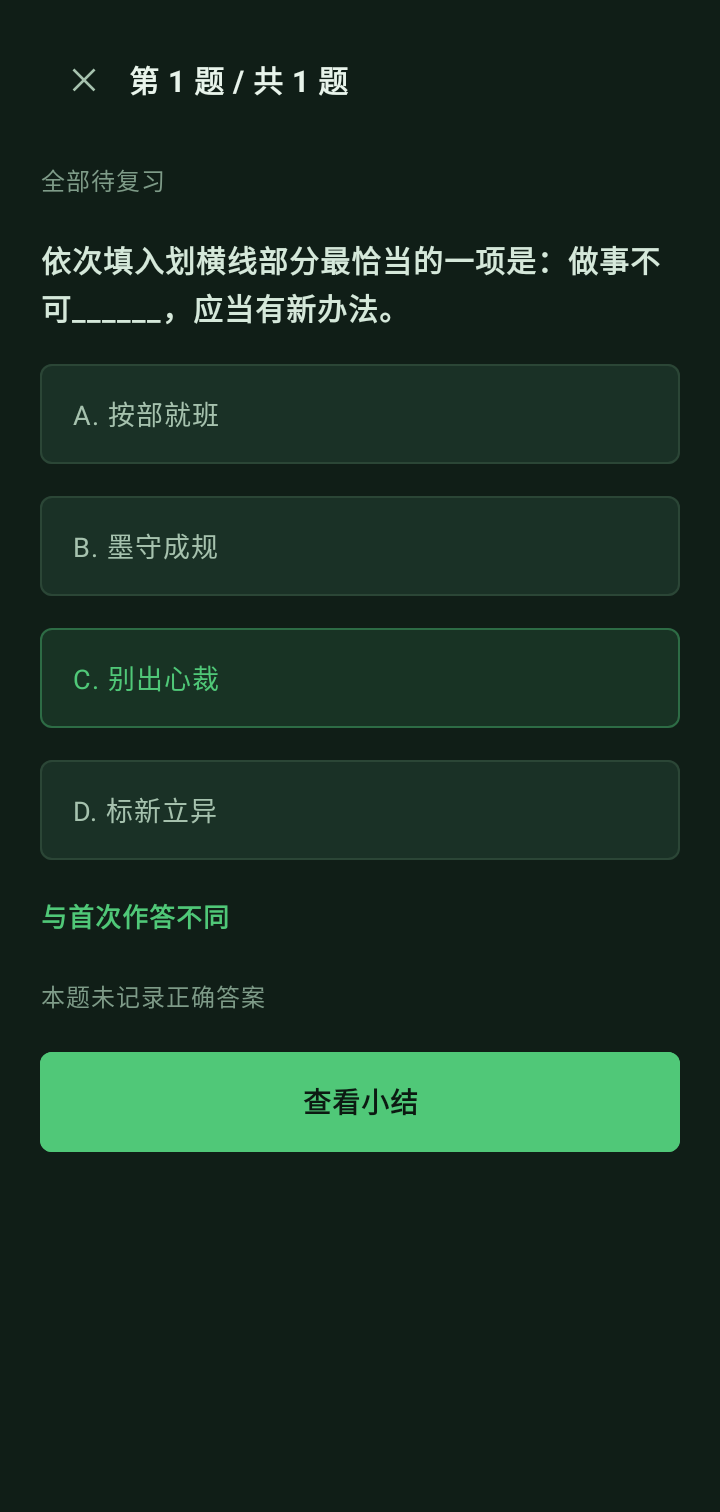 第 1 题 / 共 1 题
全部待复习
依次填入划横线部分最恰当的一项是：做事不
可______，应当有新办法。
A. 按部就班
B. 墨守成规
C. 别出心裁
D. 标新立异
与首次作答不同
本题未记录正确答案
查看小结